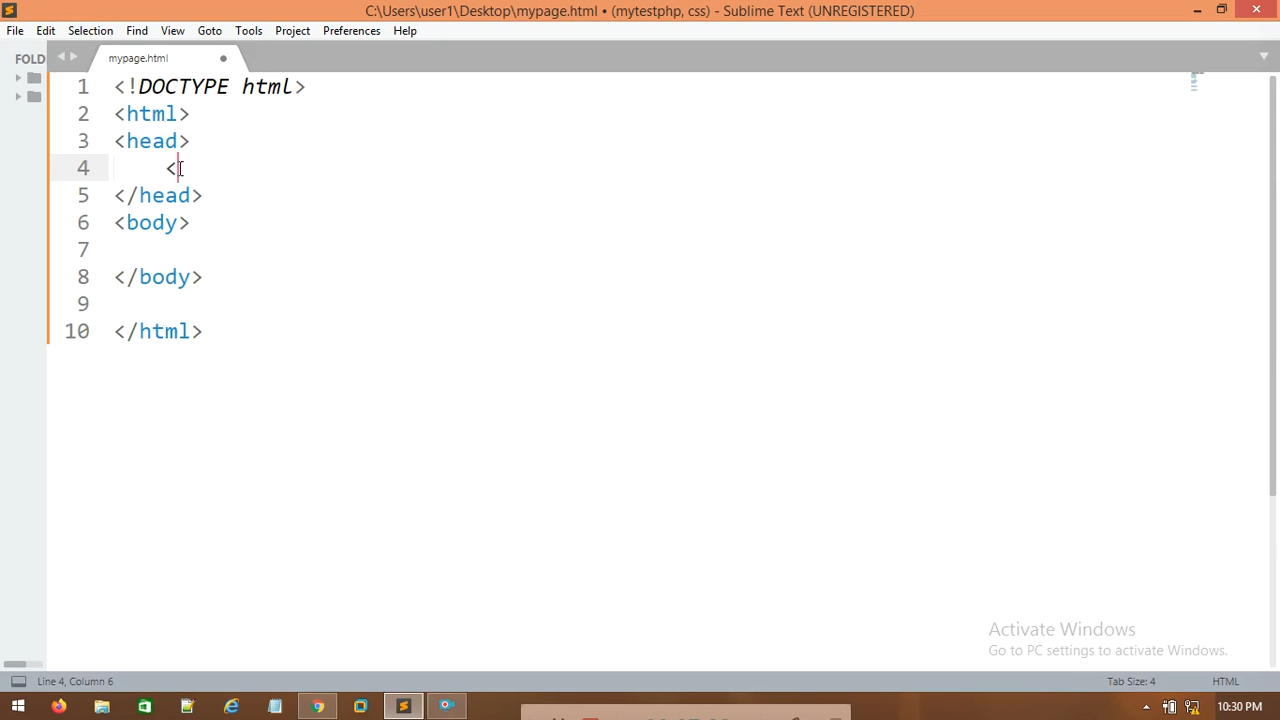 C:\Users\user1\Desktop\mypage.html • (mytestphp, css) - Sublime Text (UNREGISTERED)
File Edit Selection Find View Goto Tools Project Preferences Help
FOLD
mypage.html
1 <!DOCTYPE html>
2 <html>
3 <head>
4 <
5 </head>
6 <body>
7
8 </body>
9
10 </html>
Activate Windows
Go to PC settings to activate Windows.
Line 4, Column 6 Tab Size: 4 HTML
10:30 PM